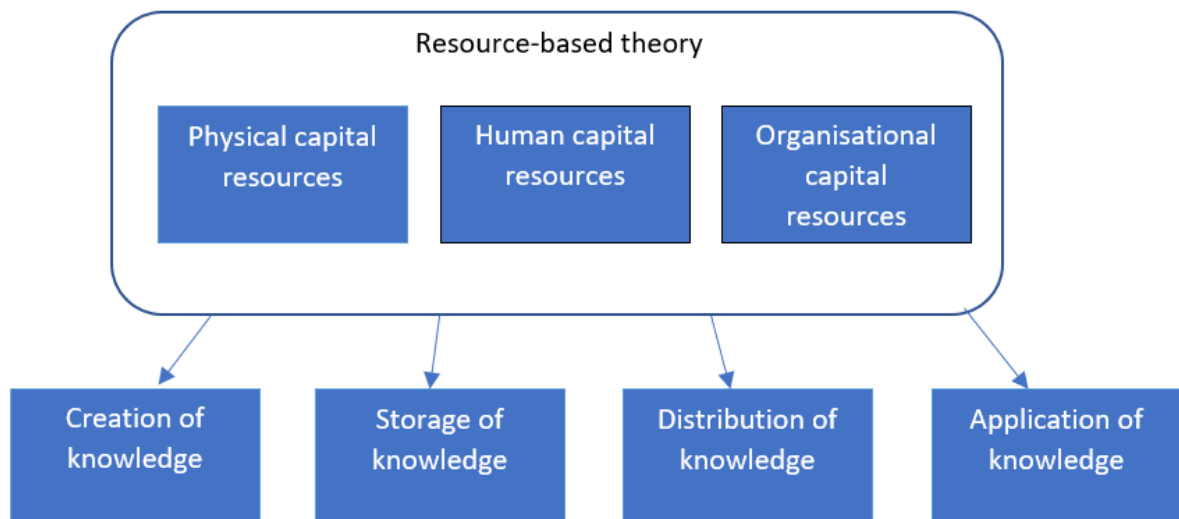 Resource-based theory
Physical capital
resources
Human capital
resources
Organisational
capital
resources
Creation of
knowledge
Storage of
knowledge
Distribution of
knowledge
Application of
knowledge